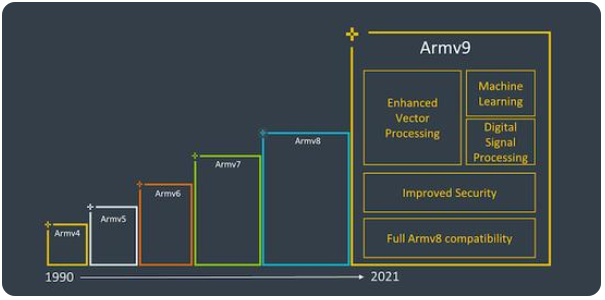 Armv9
Enhanced
Vector
Processing
Machine
Learning
Digital
Signal
Processing
Improved Security
Full Armv8 compatibility
Armv8
Armv7
Armv6
Armv5
Armv4
1990
2021